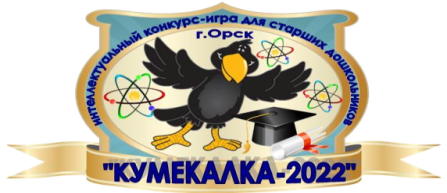 интеллектуальный конкурс-игра для старших дошкольников
г.Орск
"КУМЕКАЛКА-2022"